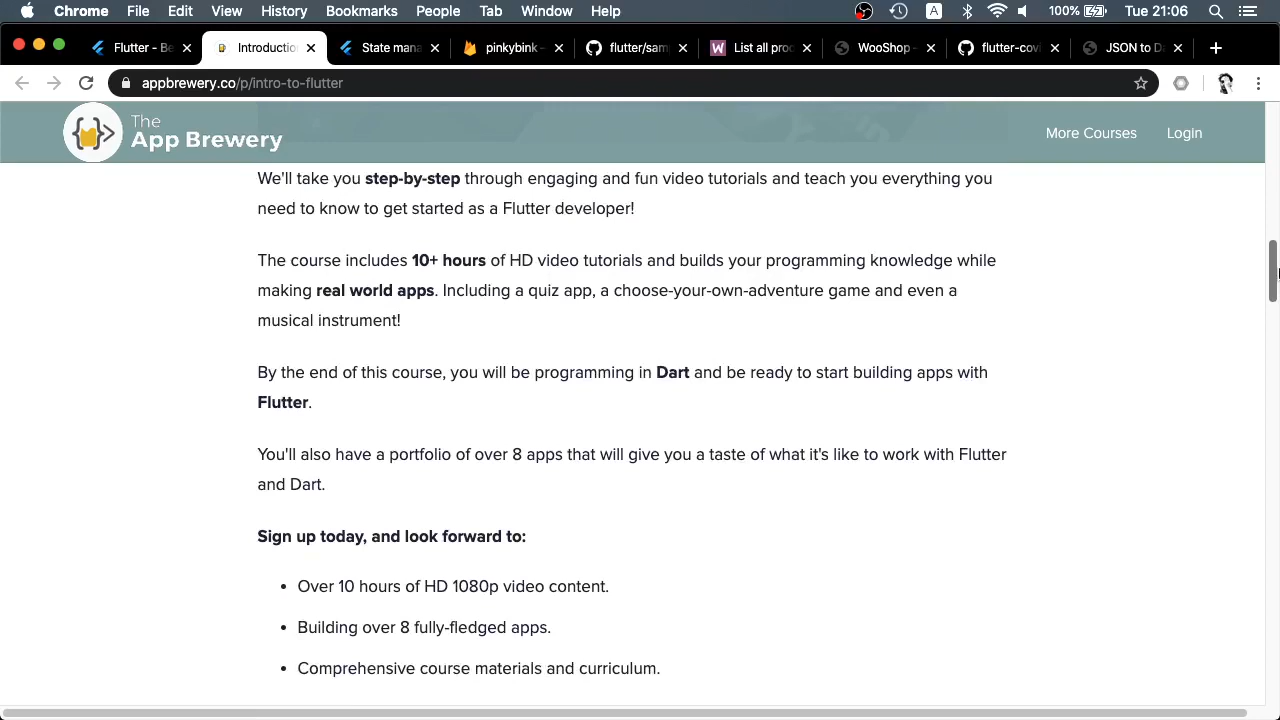 Chrome File Edit View History Bookmarks People Tab Window Help A 100% Tue 21:06
Flutter - Be Introductio State mana pinkybink - flutter/sam List all pro WooShop - flutter-covi JSON to Da
appbrewery.co/p/intro-to-flutter
The
App Brewery
More Courses Login
We'll take you step-by-step through engaging and fun video tutorials and teach you everything you
need to know to get started as a Flutter developer!
The course includes 10+ hours of HD video tutorials and builds your programming knowledge while
making real world apps. Including a quiz app, a choose-your-own-adventure game and even a
musical instrument!
By the end of this course, you will be programming in Dart and be ready to start building apps with
Flutter.
You'll also have a portfolio of over 8 apps that will give you a taste of what it's like to work with Flutter
and Dart.
Sign up today, and look forward to:
• Over 10 hours of HD 1080p video content.
• Building over 8 fully-fledged apps.
• Comprehensive course materials and curriculum.